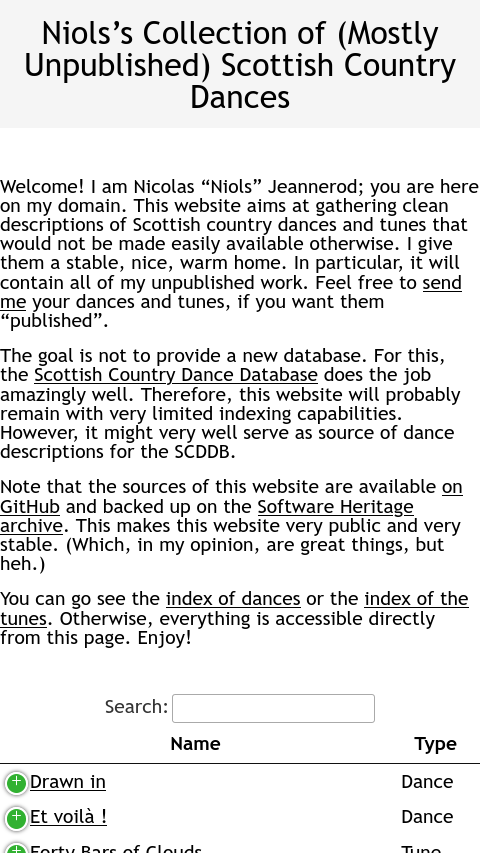 Niols’s Collection of (Mostly
Unpublished) Scottish Country
Dances
Welcome! I am Nicolas “Niols” Jeannerod; you are here
on my domain. This website aims at gathering clean
descriptions of Scottish country dances and tunes that
would not be made easily available otherwise. I give
them a stable, nice, warm home. In particular, it will
contain all of my unpublished work. Feel free to send
me your dances and tunes, if you want them
“published”.
The goal is not to provide a new database. For this,
the Scottish Country Dance Database does the job
amazingly well. Therefore, this website will probably
remain with very limited indexing capabilities.
However, it might very well serve as source of dance
descriptions for the SCDDB.
Note that the sources of this website are available on
GitHub and backed up on the Software Heritage
archive. This makes this website very public and very
stable. (Which, in my opinion, are great things, but
heh.)
You can go see the index of dances or the index of the
tunes. Otherwise, everything is accessible directly
from this page. Enjoy!
Search:
Name Type
Drawn in Dance
Et voilà ! Dance
Forty Bars of Clouds Tune